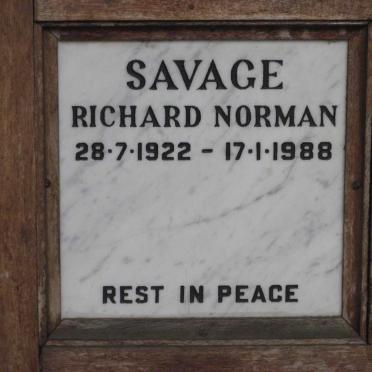 SAVAGE
RICHARD NORMAN
28·7·1922 - 17·1·1988
REST IN PEACE